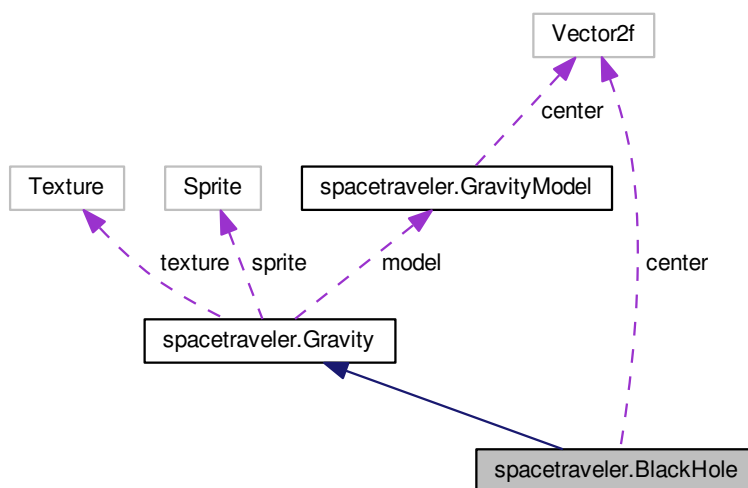 Vector2f
center
Texture
Sprite
spacetraveler.GravityModel
texture
sprite
model
center
spacetraveler.Gravity
spacetraveler.BlackHole